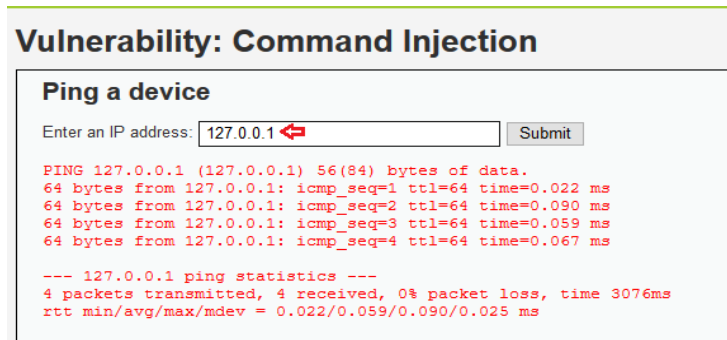 Vulnerability: Command Injection
Ping a device
Enter an IP address: 127.0.0.1 Submit
PING 127.0.0.1 (127.0.0.1) 56(84) bytes of data.
64 bytes from 127.0.0.1: icmp_seq=1 ttl=64 time=0.022 ms
64 bytes from 127.0.0.1: icmp_seq=2 ttl=64 time=0.090 ms
64 bytes from 127.0.0.1: icmp_seq=3 ttl=64 time=0.059 ms
64 bytes from 127.0.0.1: icmp_seq=4 ttl=64 time=0.067 ms
--- 127.0.0.1 ping statistics ---
4 packets transmitted, 4 received, 0% packet loss, time 3076ms
rtt min/avg/max/mdev = 0.022/0.059/0.090/0.025 ms